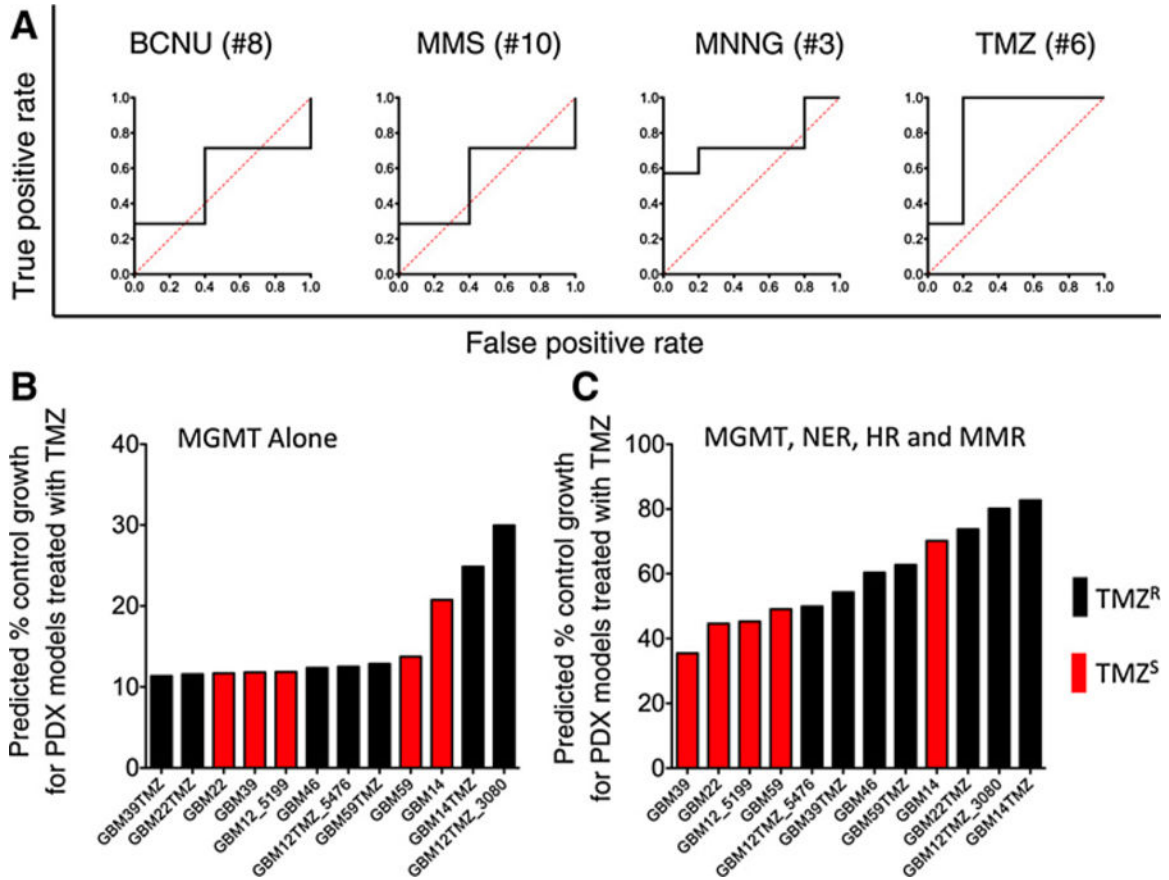 A
BCNU (#8)
MMS (#10)
MNNG (#3)
TMZ (#6)
True positive rate
1.0
0.8
0.6
0.4
0.2
0.0
0.0 0.2 0.4 0.6 0.8 1.0
1.0
0.8
0.6
0.4
0.2
0.0
0.0 0.2 0.4 0.6 0.8 1.0
1.0
0.8
0.6
0.4
0.2
0.0
0.0 0.2 0.4 0.6 0.8 1.0
1.0
0.8
0.6
0.4
0.2
0.0
0.0 0.2 0.4 0.6 0.8 1.0
False positive rate
B
Predicted % control growth
for PDX models treated with TMZ
MGMT Alone
40
30
20
10
0
GBM39TMZ
GBM22TMZ
GBM22
GBM39
GBM12_5199
GBM46
GBM12TMZ_5476
GBM59TMZ
GBM59
GBM14
GBM14TMZ
GBM12TMZ_3080
C
Predicted % control growth
for PDX models treated with TMZ
MGMT, NER, HR and MMR
100
80
60
40
20
0
GBM39
GBM22
GBM12_5199
GBM59
GBM12TMZ_5476
GBM39TMZ
GBM46
GBM59TMZ
GBM14
GBM22TMZ
GBM12TMZ_3080
GBM14TMZ
TMZᴿ
TMZˢ